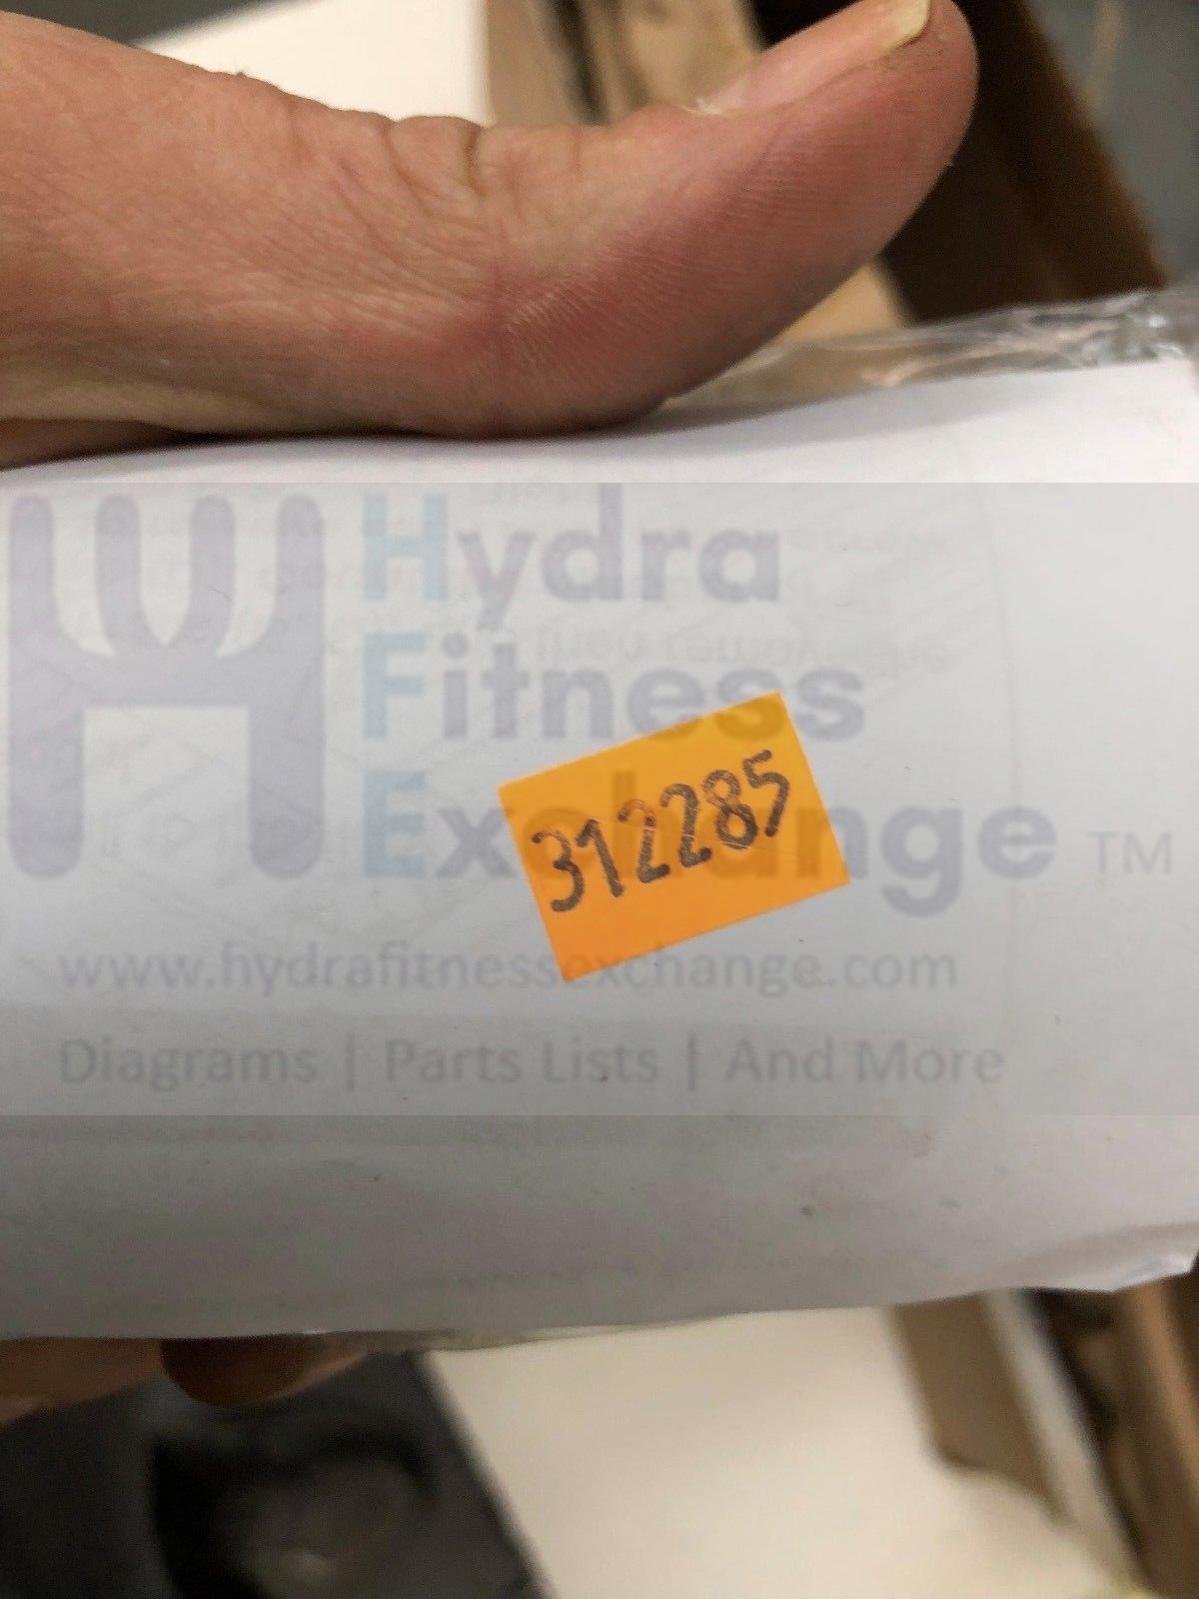 Hydra
Fitness
Exchange ™
312285
www.hydrafitnessexchange.com
Diagrams | Parts Lists | And More